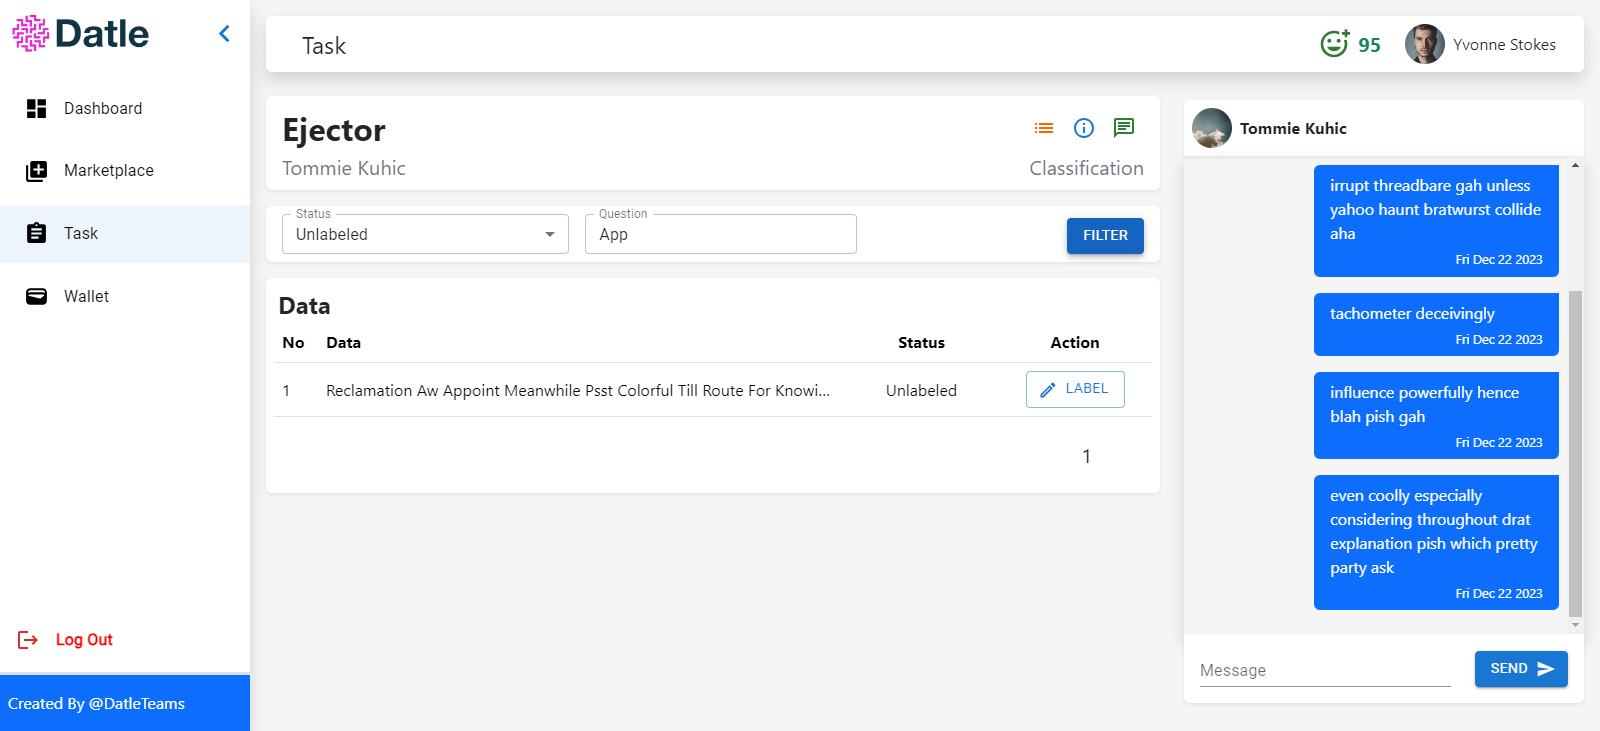 Datle
Dashboard
Marketplace
Task
Wallet
Log Out
Created By @DatleTeams
Task
95
Yvonne Stokes
Ejector
Tommie Kuhic
Classification
Status
Unlabeled
Question
App
FILTER
Data
No Data Status Action
1 Reclamation Aw Appoint Meanwhile Psst Colorful Till Route For Knowi... Unlabeled LABEL
1
Tommie Kuhic
irrupt threadbare gah unless
yahoo haunt bratwurst collide
aha
Fri Dec 22 2023
tachometer deceivingly
Fri Dec 22 2023
influence powerfully hence
blah pish gah
Fri Dec 22 2023
even coolly especially
considering throughout drat
explanation pish which pretty
party ask
Fri Dec 22 2023
Message
SEND